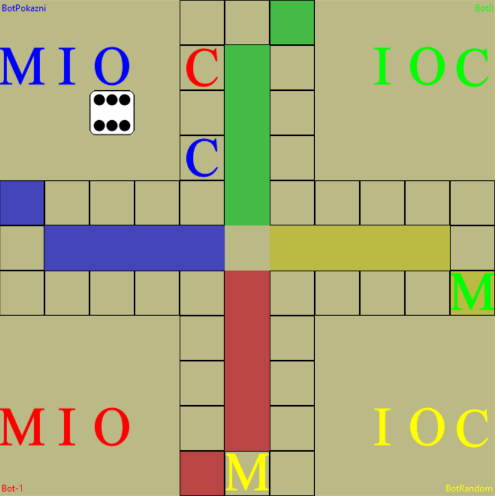 BotPokazni Bot0
M I O C I O C
C
M
M I O I O C
M
Bot-1 BotRandom